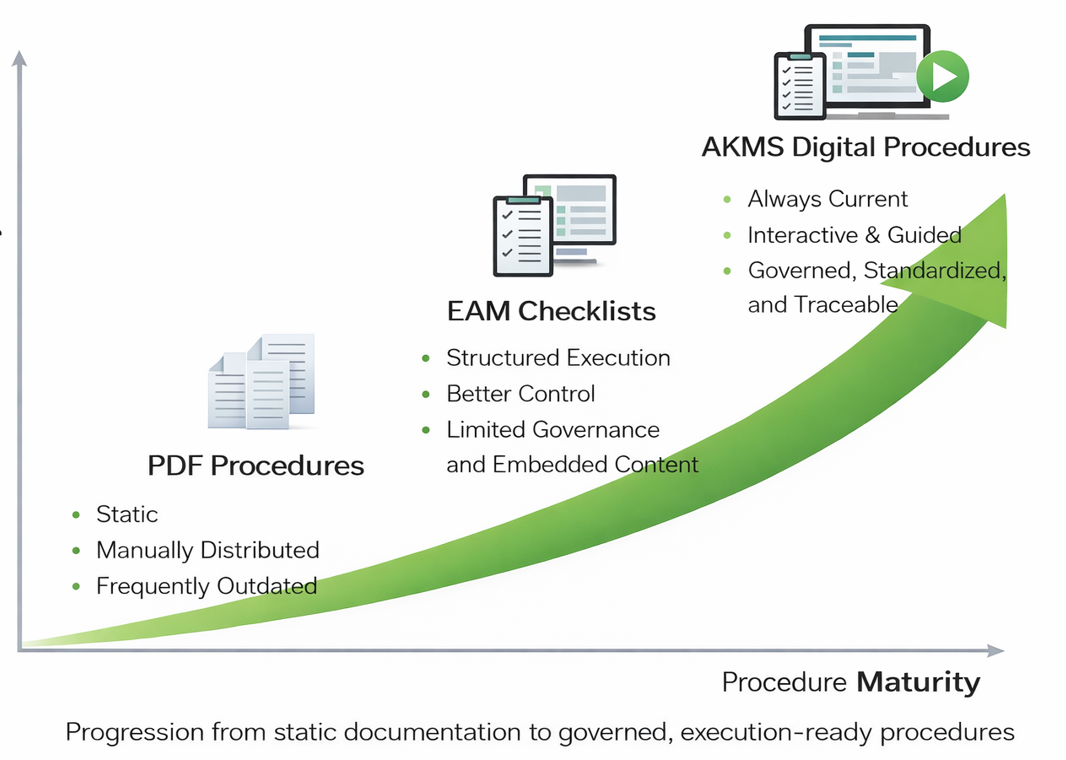 AKMS Digital Procedures
Always Current
Interactive & Guided
Governed, Standardized,
and Traceable
EAM Checklists
Structured Execution
Better Control
Limited Governance
and Embedded Content
PDF Procedures
Static
Manually Distributed
Frequently Outdated
Procedure Maturity
Progression from static documentation to governed, execution-ready procedures